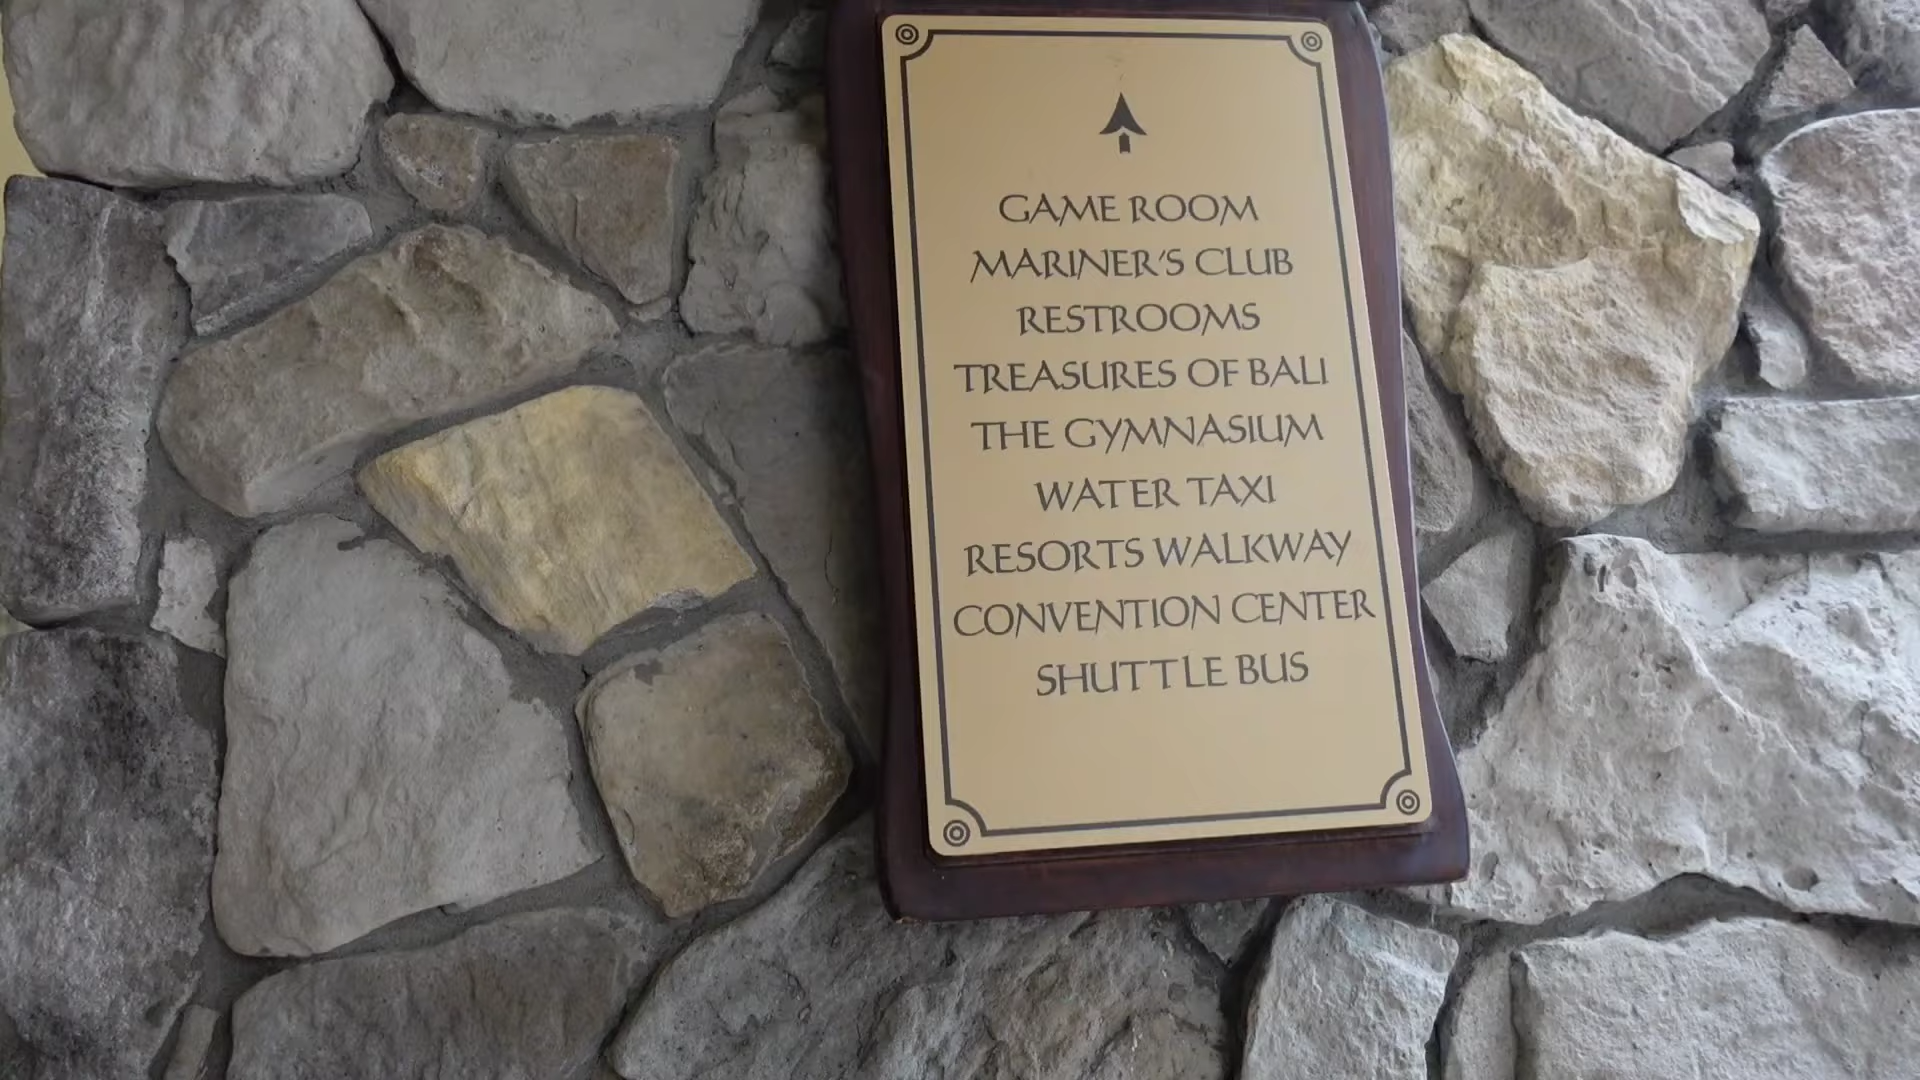 GAME ROOM
MARINER'S CLUB
RESTROOMS
TREASURES OF BALI
THE GYMNASIUM
WATER TAXI
RESORTS WALKWAY
CONVENTION CENTER
SHUTTLE BUS